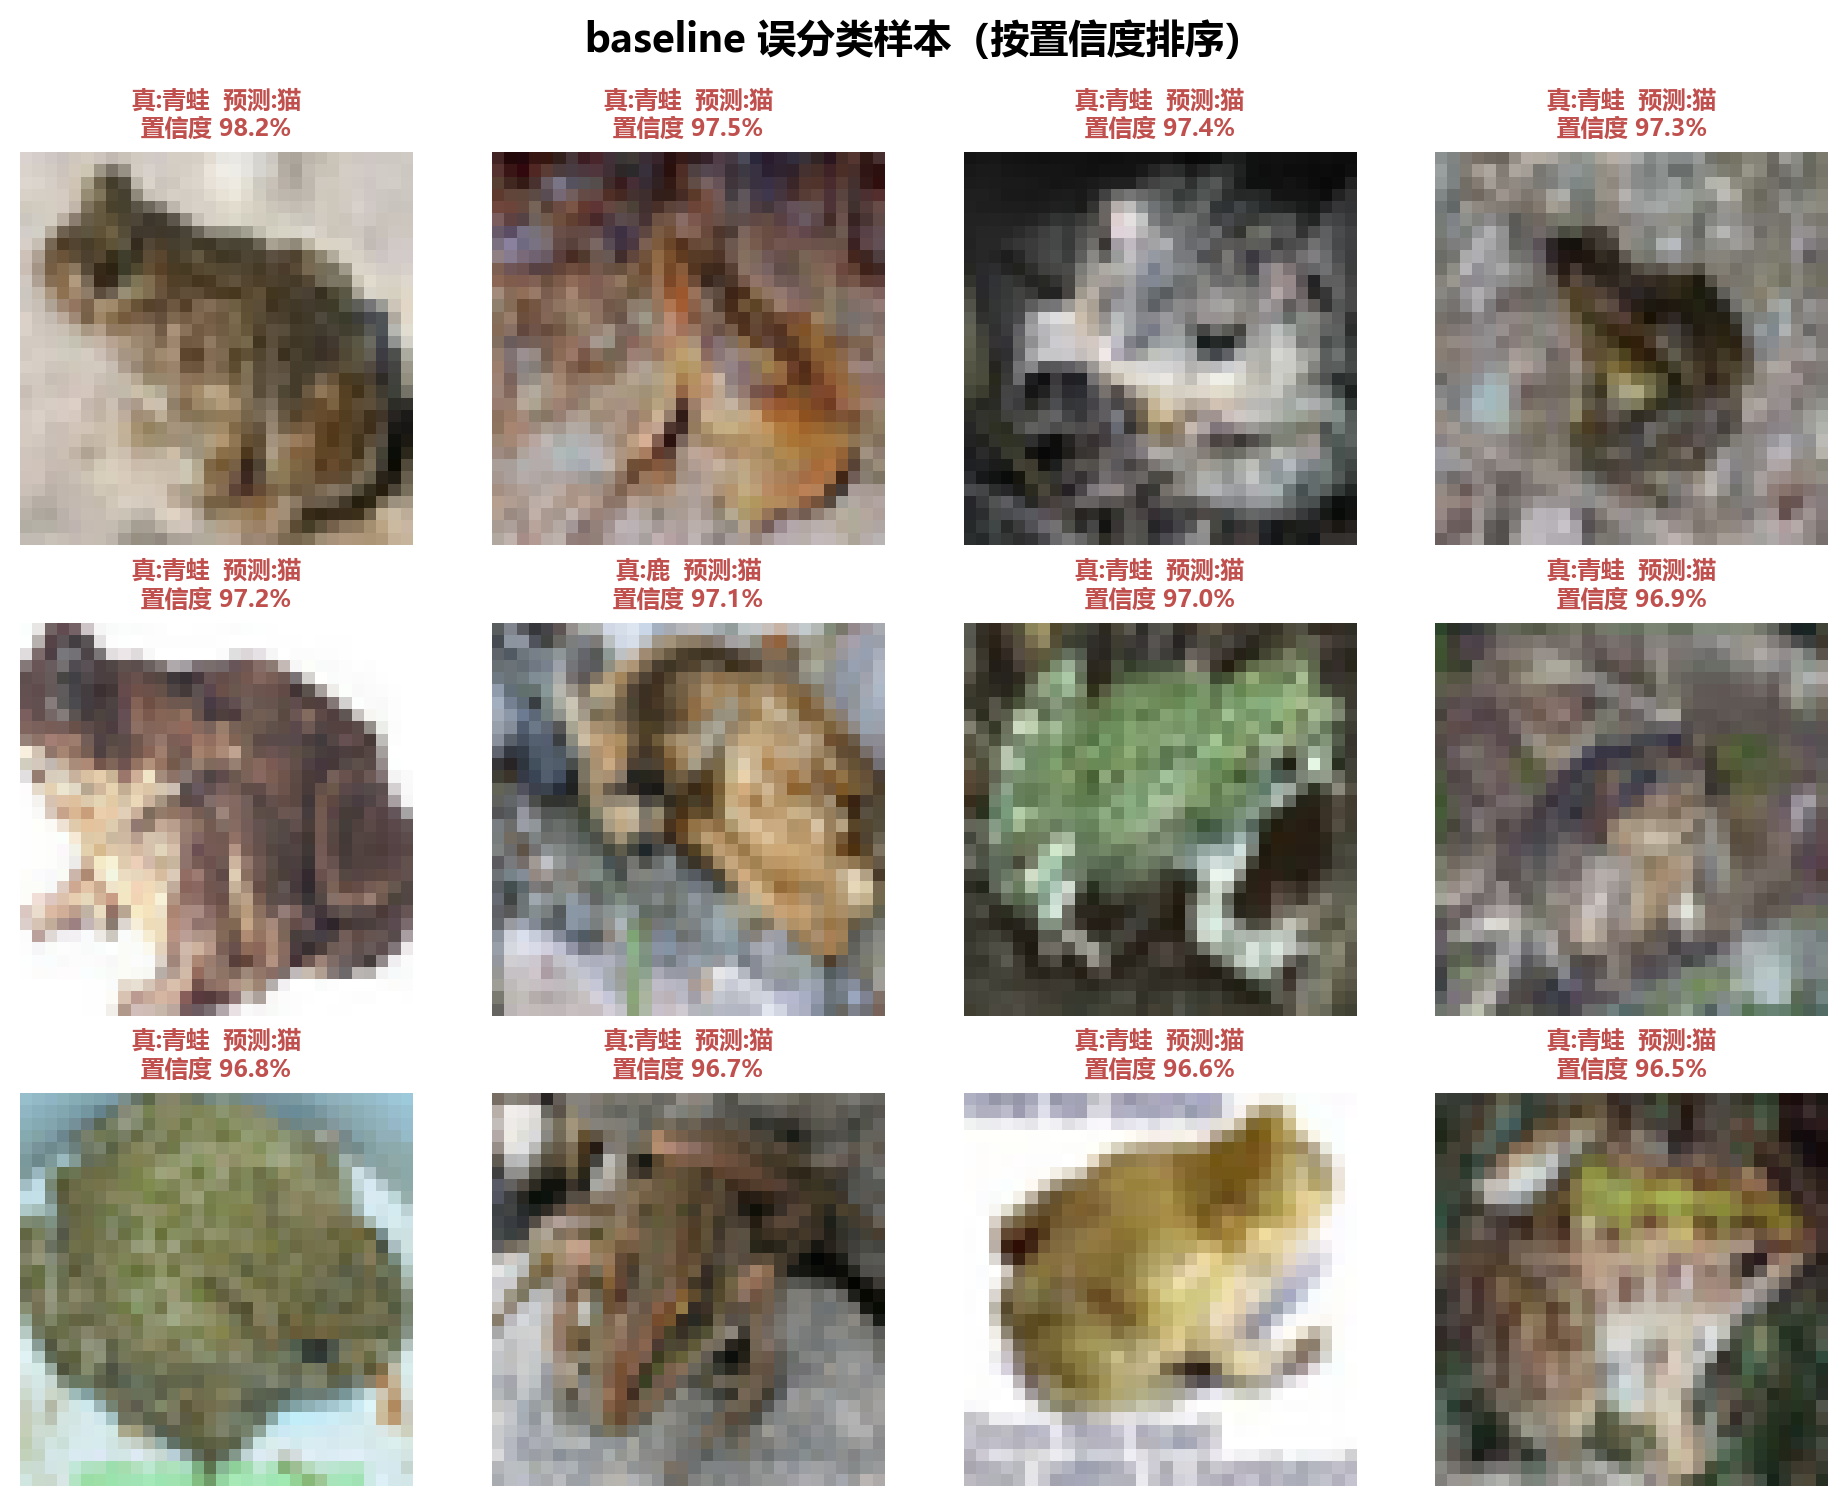 baseline 误分类样本（按置信度排序）
真:青蛙 预测:猫
置信度 98.2%
真:青蛙 预测:猫
置信度 97.5%
真:青蛙 预测:猫
置信度 97.4%
真:青蛙 预测:猫
置信度 97.3%
真:青蛙 预测:猫
置信度 97.2%
真:鹿 预测:猫
置信度 97.1%
真:青蛙 预测:猫
置信度 97.0%
真:青蛙 预测:猫
置信度 96.9%
真:青蛙 预测:猫
置信度 96.8%
真:青蛙 预测:猫
置信度 96.7%
真:青蛙 预测:猫
置信度 96.6%
真:青蛙 预测:猫
置信度 96.5%